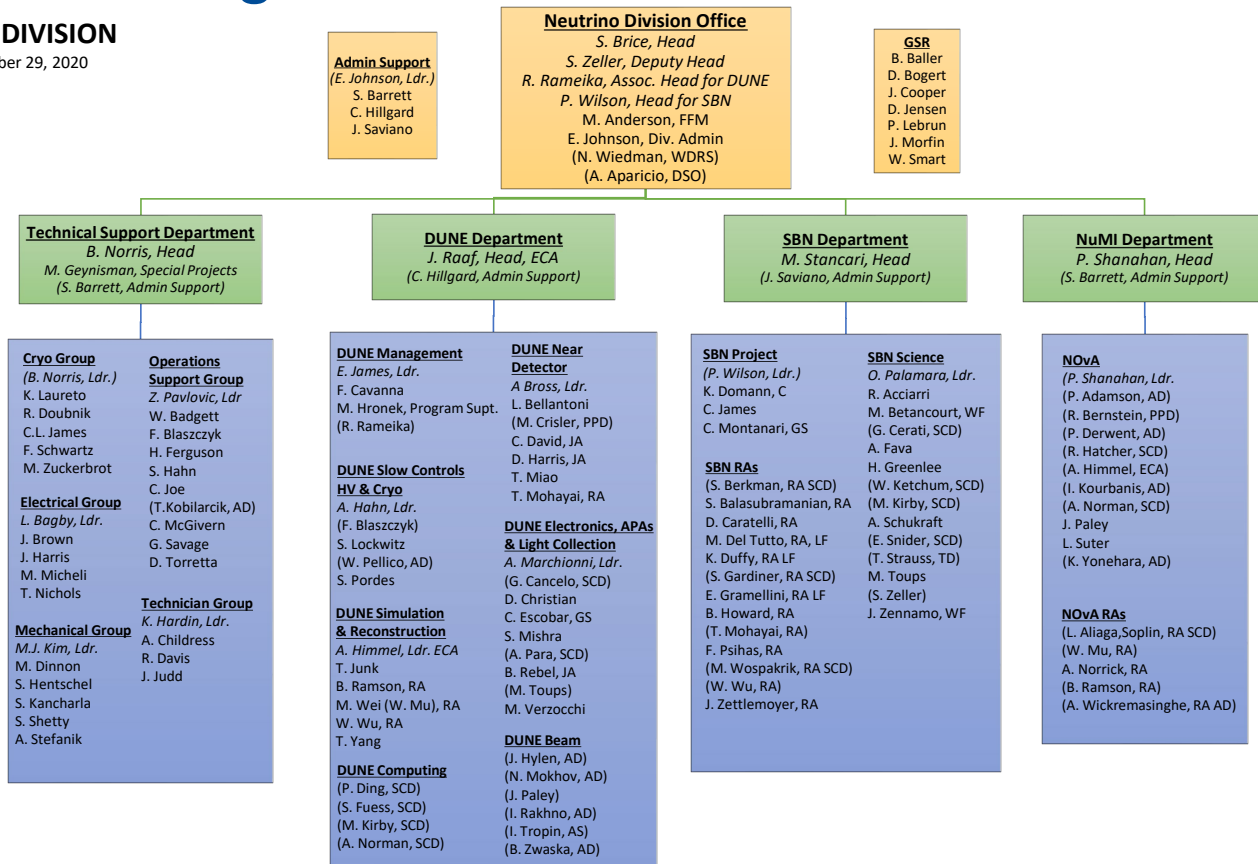 DIVISION
ber 29, 2020
Admin Support
(E. Johnson, Ldr.)
S. Barrett
C. Hillgard
J. Saviano
Neutrino Division Office
S. Brice, Head
S. Zeller, Deputy Head
R. Rameika, Assoc. Head for DUNE
P. Wilson, Head for SBN
M. Anderson, FFM
E. Johnson, Div. Admin
(N. Wiedman, WDRS)
(A. Aparicio, DSO)
GSR
B. Baller
D. Bogert
J. Cooper
D. Jensen
P. Lebrun
J. Morfin
W. Smart
Technical Support Department
B. Norris, Head
M. Geynisman, Special Projects
(S. Barrett, Admin Support)
DUNE Department
J. Raaf, Head, ECA
(C. Hillgard, Admin Support)
SBN Department
M. Stancari, Head
(J. Saviano, Admin Support)
NuMI Department
P. Shanahan, Head
(S. Barrett, Admin Support)
Cryo Group
(B. Norris, Ldr.)
K. Laureto
R. Doubnik
C.L. James
F. Schwartz
M. Zuckerbrot
Electrical Group
L. Bagby, Ldr.
J. Brown
J. Harris
M. Micheli
T. Nichols
Mechanical Group
M.J. Kim, Ldr.
M. Dinnon
S. Hentschel
S. Kancharla
S. Shetty
A. Stefanik
Operations
Support Group
Z. Pavlovic, Ldr
W. Badgett
F. Blaszczyk
H. Ferguson
S. Hahn
C. Joe
(T.Kobilarcik, AD)
C. McGivern
G. Savage
D. Torretta
Technician Group
K. Hardin, Ldr.
A. Childress
R. Davis
J. Judd
DUNE Management
E. James, Ldr.
F. Cavanna
M. Hronek, Program Supt.
(R. Rameika)
DUNE Slow Controls
HV & Cryo
A. Hahn, Ldr.
(F. Blaszczyk)
S. Lockwitz
(W. Pellico, AD)
S. Pordes
DUNE Simulation
& Reconstruction
A. Himmel, Ldr. ECA
T. Junk
B. Ramson, RA
M. Wei (W. Mu), RA
W. Wu, RA
T. Yang
DUNE Computing
(P. Ding, SCD)
(S. Fuess, SCD)
(M. Kirby, SCD)
(A. Norman, SCD)
DUNE Near
Detector
A Bross, Ldr.
L. Bellantoni
(M. Crisler, PPD)
C. David, JA
D. Harris, JA
T. Miao
T. Mohayai, RA
DUNE Electronics, APAs
& Light Collection
A. Marchionni, Ldr.
(G. Cancelo, SCD)
D. Christian
C. Escobar, GS
S. Mishra
(A. Para, SCD)
B. Rebel, JA
(M. Toups)
M. Verzocchi
DUNE Beam
(J. Hylen, AD)
(N. Mokhov, AD)
(J. Paley)
(I. Rakhno, AD)
(I. Tropin, AS)
(B. Zwaska, AD)
SBN Project
(P. Wilson, Ldr.)
K. Domann, C
C. James
C. Montanari, GS
SBN RAs
(S. Berkman, RA SCD)
S. Balasubramanian, RA
D. Caratelli, RA
M. Del Tutto, RA, LF
K. Duffy, RA LF
(S. Gardiner, RA SCD)
E. Gramellini, RA LF
B. Howard, RA
(T. Mohayai, RA)
F. Psihas, RA
(M. Wospakrik, RA SCD)
(W. Wu, RA)
J. Zettlemoyer, RA
SBN Science
O. Palamara, Ldr.
R. Acciarri
M. Betancourt, WF
(G. Cerati, SCD)
A. Fava
H. Greenlee
(W. Ketchum, SCD)
(M. Kirby, SCD)
A. Schukraft
(E. Snider, SCD)
(T. Strauss, TD)
M. Toups
(S. Zeller)
J. Zennamo, WF
NOvA
(P. Shanahan, Ldr.
(P. Adamson, AD)
(R. Bernstein, PPD)
(P. Derwent, AD)
(R. Hatcher, SCD)
(A. Himmel, ECA)
(I. Kourbanis, AD)
(A. Norman, SCD)
J. Paley
L. Suter
(K. Yonehara, AD)
NOvA RAs
(L. Aliaga,Soplin, RA SCD)
(W. Mu, RA)
A. Norrick, RA
(B. Ramson, RA)
(A. Wickremasinghe, RA AD)